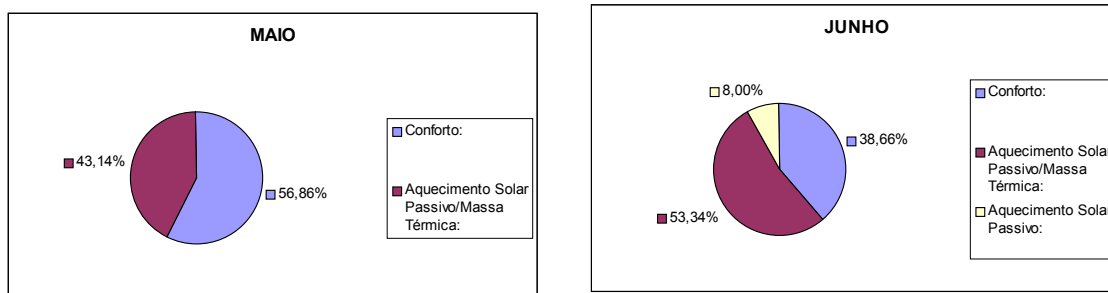 MAIO
43,14%
56,86%
Conforto:
Aquecimento Solar
Passivo/Massa
Térmica:
JUNHO
8,00%
38,66%
53,34%
Conforto:
Aquecimento Solar
Passivo/Massa
Térmica:
Aquecimento Solar
Passivo: